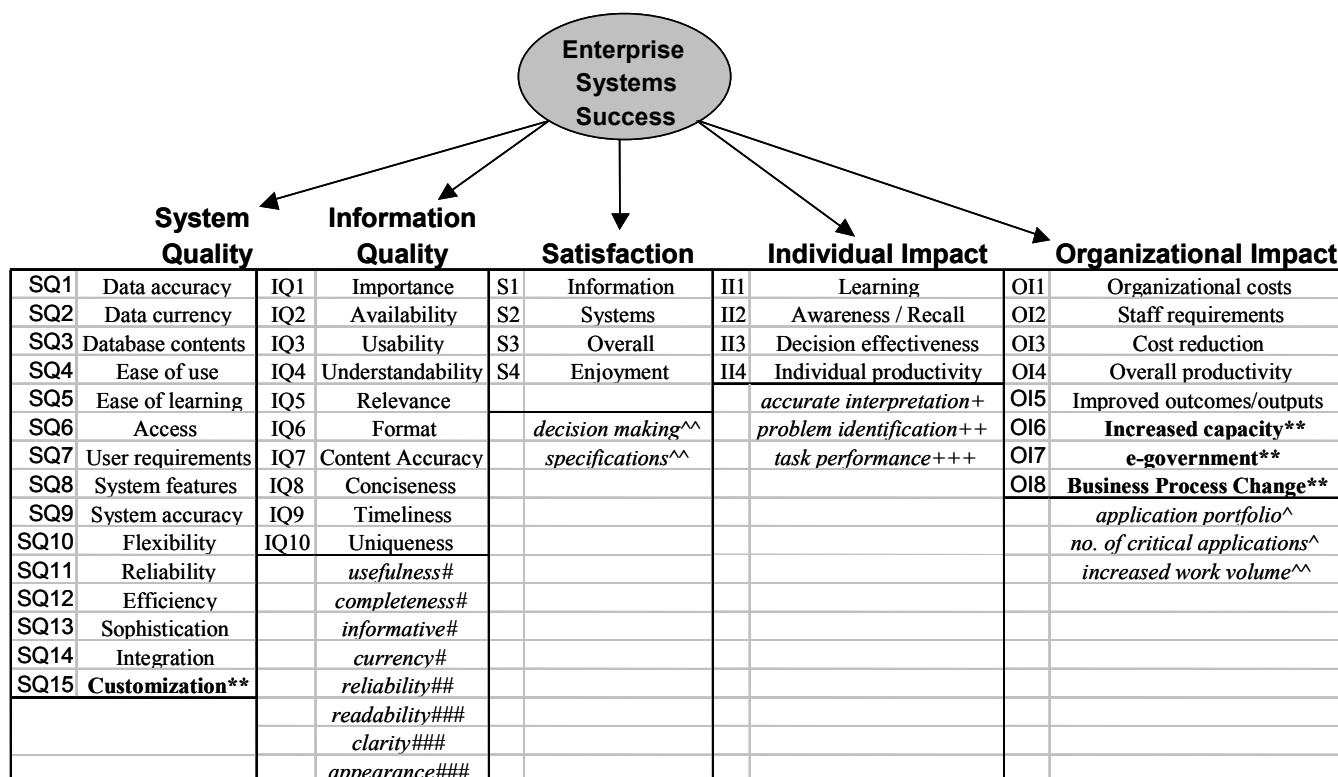 Enterprise
Systems
Success
System
Quality
Information
Quality
Satisfaction
Individual Impact
Organizational Impact
SQ1 Data accuracy IQ1 Importance S1 Information II1 Learning OI1 Organizational costs
SQ2 Data currency IQ2 Availability S2 Systems II2 Awareness / Recall OI2 Staff requirements
SQ3 Database contents IQ3 Usability S3 Overall II3 Decision effectiveness OI3 Cost reduction
SQ4 Ease of use IQ4 Understandability S4 Enjoyment II4 Individual productivity OI4 Overall productivity
SQ5 Ease of learning IQ5 Relevance accurate interpretation+ OI5 Improved outcomes/outputs
SQ6 Access IQ6 Format decision making^^ problem identification++ OI6 Increased capacity**
SQ7 User requirements IQ7 Content Accuracy specifications^^ task performance+++ OI7 e-government**
SQ8 System features IQ8 Conciseness OI8 Business Process Change**
SQ9 System accuracy IQ9 Timeliness application portfolio^
SQ10 Flexibility IQ10 Uniqueness no. of critical applications^
SQ11 Reliability usefulness# increased work volume^^
SQ12 Efficiency completeness#
SQ13 Sophistication informative#
SQ14 Integration currency#
SQ15 Customization** reliability##
readability###
clarity###
appearance###